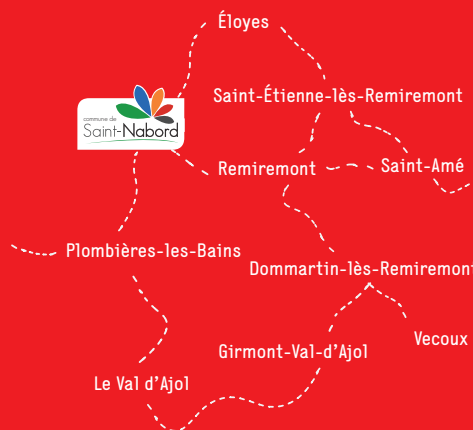 Éloyes
Saint-Étienne-lès-Remiremont
commune de
Saint-Nabord
Remiremont
Saint-Amé
Plombières-les-Bains
Dommartin-lès-Remiremont
Vecoux
Girmont-Val-d'Ajol
Le Val d'Ajol